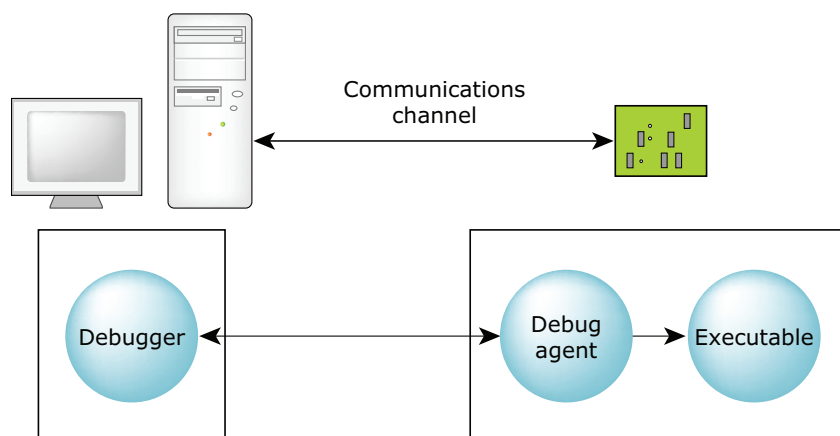 Communications
channel
Debugger
Debug
agent
Executable